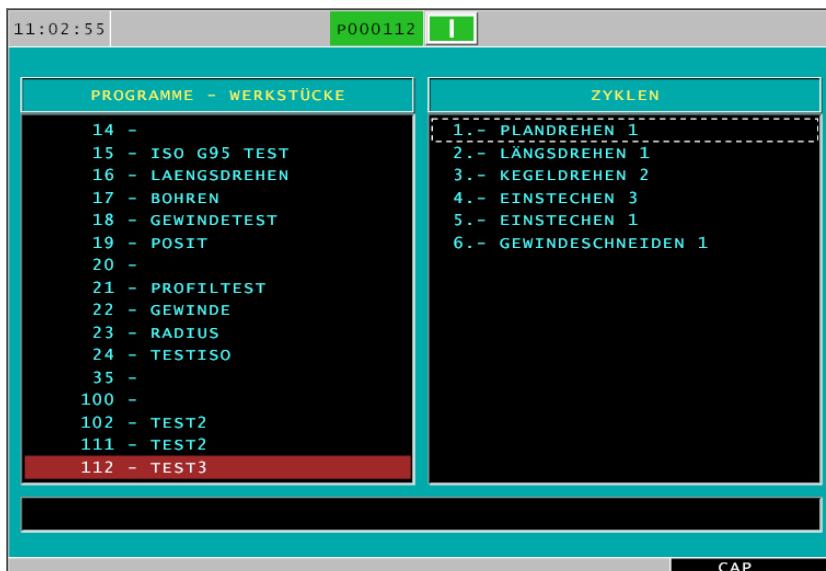 11:02:55
P000112
PROGRAMME - WERKSTÜCKE
14 -
15 - ISO G95 TEST
16 - LAENGSDREHEN
17 - BOHREN
18 - GEWINDETEST
19 - POSIT
20 -
21 - PROFILTEST
22 - GEWINDE
23 - RADIUS
24 - TESTISO
35 -
100 -
102 - TEST2
111 - TEST2
112 - TEST3
ZYKLEN
1.- PLANDREHEN 1
2.- LÄNGSDREHEN 1
3.- KEGELDREHEN 2
4.- EINSTECHEN 3
5.- EINSTECHEN 1
6.- GEWINDESCHNEIDEN 1
CAP